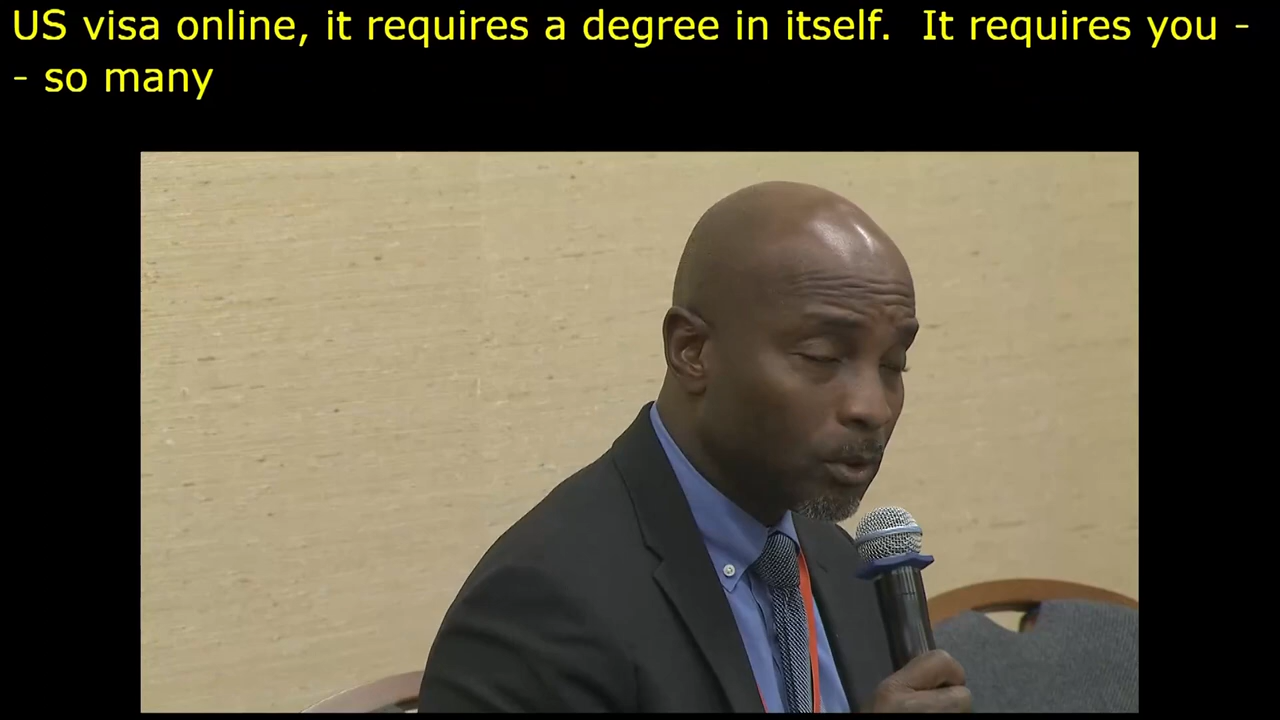 US visa online, it requires a degree in itself.  It requires you -
- so many